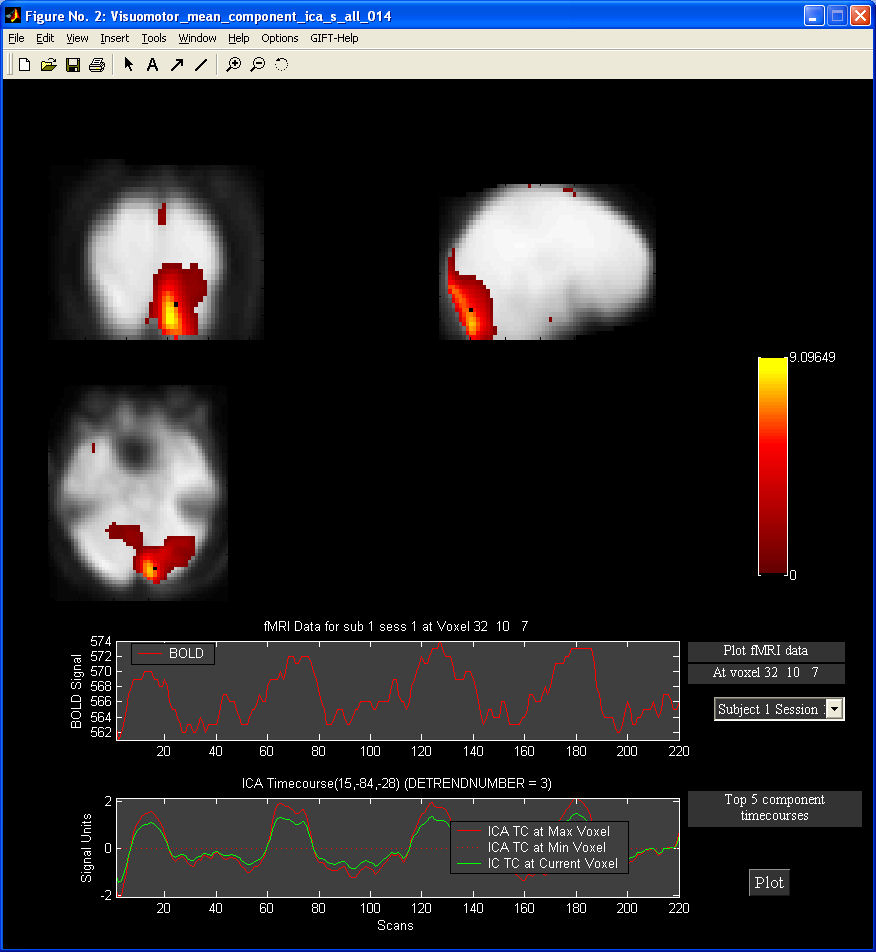 Figure No. 2: Visuomotor_mean_component_ica_s_all_014
File Edit View Insert Tools Window Help Options GIFT-Help
A
9.09649
0
fMRI Data for sub 1 sess 1 at Voxel 32 10 7
574
572
570
568
566
564
562
BOLD Signal
BOLD
20 40 60 80 100 120 140 160 180 200 220
Scans
Plot fMRI data
At voxel 32 10 7
Subject 1 Session
ICA Timecourse(15,-84,-28) (DETRENDNUMBER = 3)
2
0
-2
Signal Units
ICA TC at Max Voxel
ICA TC at Min Voxel
IC TC at Current Voxel
20 40 60 80 100 120 140 160 180 200 220
Scans
Top 5 component
timecourses
Plot